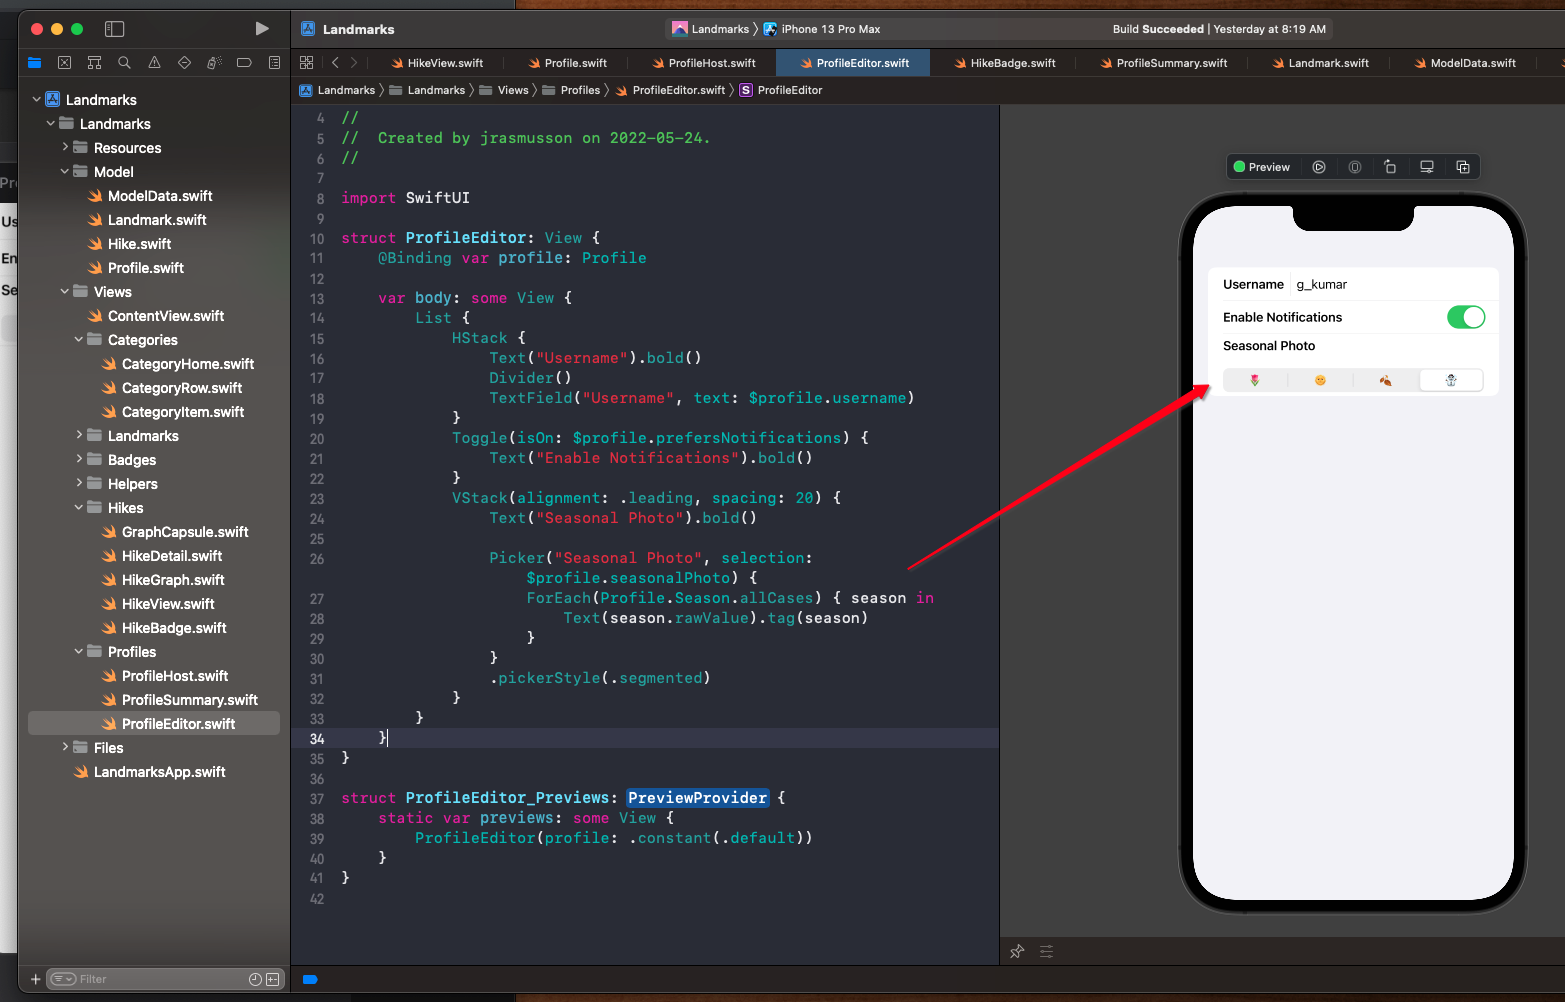 Landmarks
Landmarks
iPhone 13 Pro Max
Build Succeeded | Yesterday at 8:19 AM
HikeView.swift
Profile.swift
ProfileHost.swift
ProfileEditor.swift
HikeBadge.swift
ProfileSummary.swift
Landmark.swift
ModelData.swift
Landmarks
Landmarks
Views
Profiles
ProfileEditor.swift
S ProfileEditor
Landmarks
Landmarks
Resources
Model
ModelData.swift
Landmark.swift
Hike.swift
Profile.swift
Views
ContentView.swift
Categories
CategoryHome.swift
CategoryRow.swift
CategoryItem.swift
Landmarks
Badges
Helpers
Hikes
GraphCapsule.swift
HikeDetail.swift
HikeGraph.swift
HikeView.swift
HikeBadge.swift
Profiles
ProfileHost.swift
ProfileSummary.swift
ProfileEditor.swift
Files
LandmarksApp.swift
Filter
4 //
5 //  Created by jrasmusson on 2022-05-24.
6 //
7
8 import SwiftUI
9
10 struct ProfileEditor: View {
11     @Binding var profile: Profile
12
13     var body: some View {
14         List {
15             HStack {
16                 Text("Username").bold()
17                 Divider()
18                 TextField("Username", text: $profile.username)
19             }
20             Toggle(isOn: $profile.prefersNotifications) {
21                 Text("Enable Notifications").bold()
22             }
23             VStack(alignment: .leading, spacing: 20) {
24                 Text("Seasonal Photo").bold()
25
26                 Picker("Seasonal Photo", selection:
                    $profile.seasonalPhoto) {
27                     ForEach(Profile.Season.allCases) { season in
28                         Text(season.rawValue).tag(season)
29                     }
30                 }
31                 .pickerStyle(.segmented)
32             }
33         }
34     }
35 }
36
37 struct ProfileEditor_Previews: PreviewProvider {
38     static var previews: some View {
39         ProfileEditor(profile: .constant(.default))
40     }
41 }
42
Preview
Username
g_kumar
Enable Notifications
Seasonal Photo